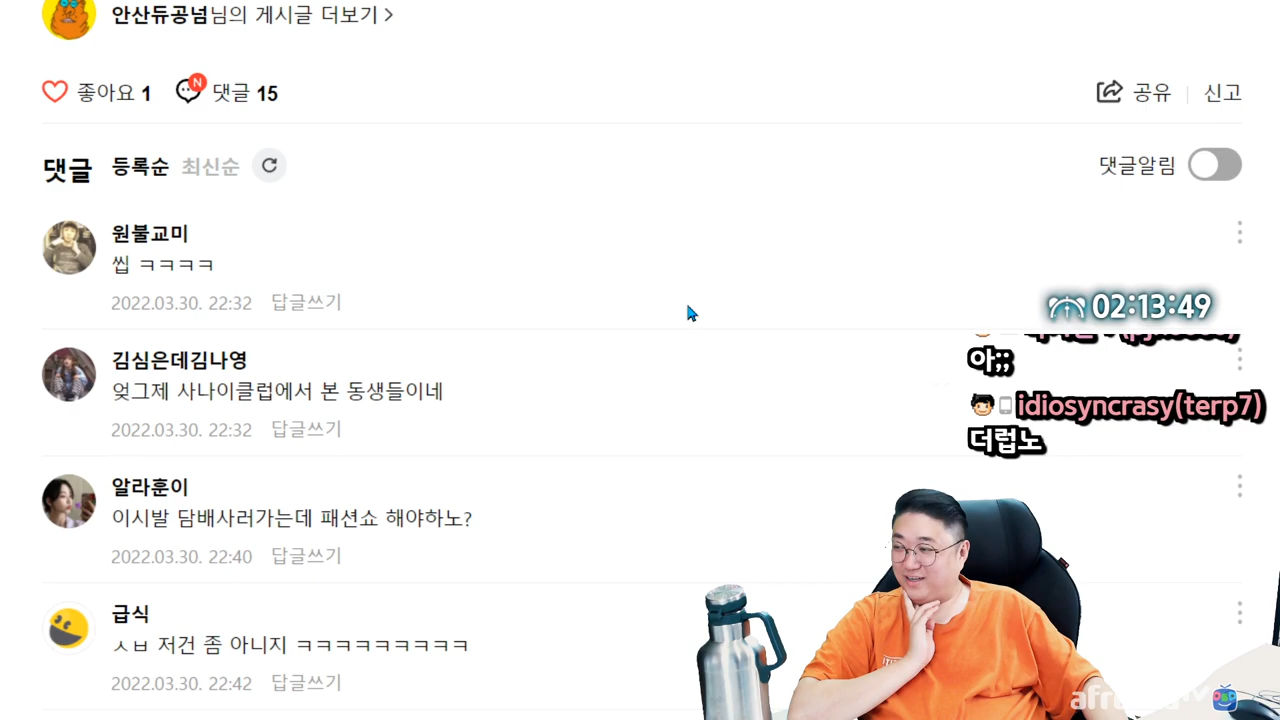 안산듀공넘님의 게시글 더보기 >
좋아요 1 N 댓글 15 공유 신고
댓글 등록순 최신순 댓글알림
원불교미
씹 ㅋㅋㅋㅋ
2022.03.30. 22:32 답글쓰기
02:13:49
아;;
김심은데김나영
엊그제 사나이클럽에서 본 동생들이네
2022.03.30. 22:32 답글쓰기
idiosyncrasy(terp7)
더럽노
알라훈이
이시발 담배사러가는데 패션쇼 해야하노?
2022.03.30. 22:40 답글쓰기
급식
ㅅㅂ 저건 좀 아니지 ㅋㅋㅋㅋㅋㅋㅋㅋㅋ
2022.03.30. 22:42 답글쓰기